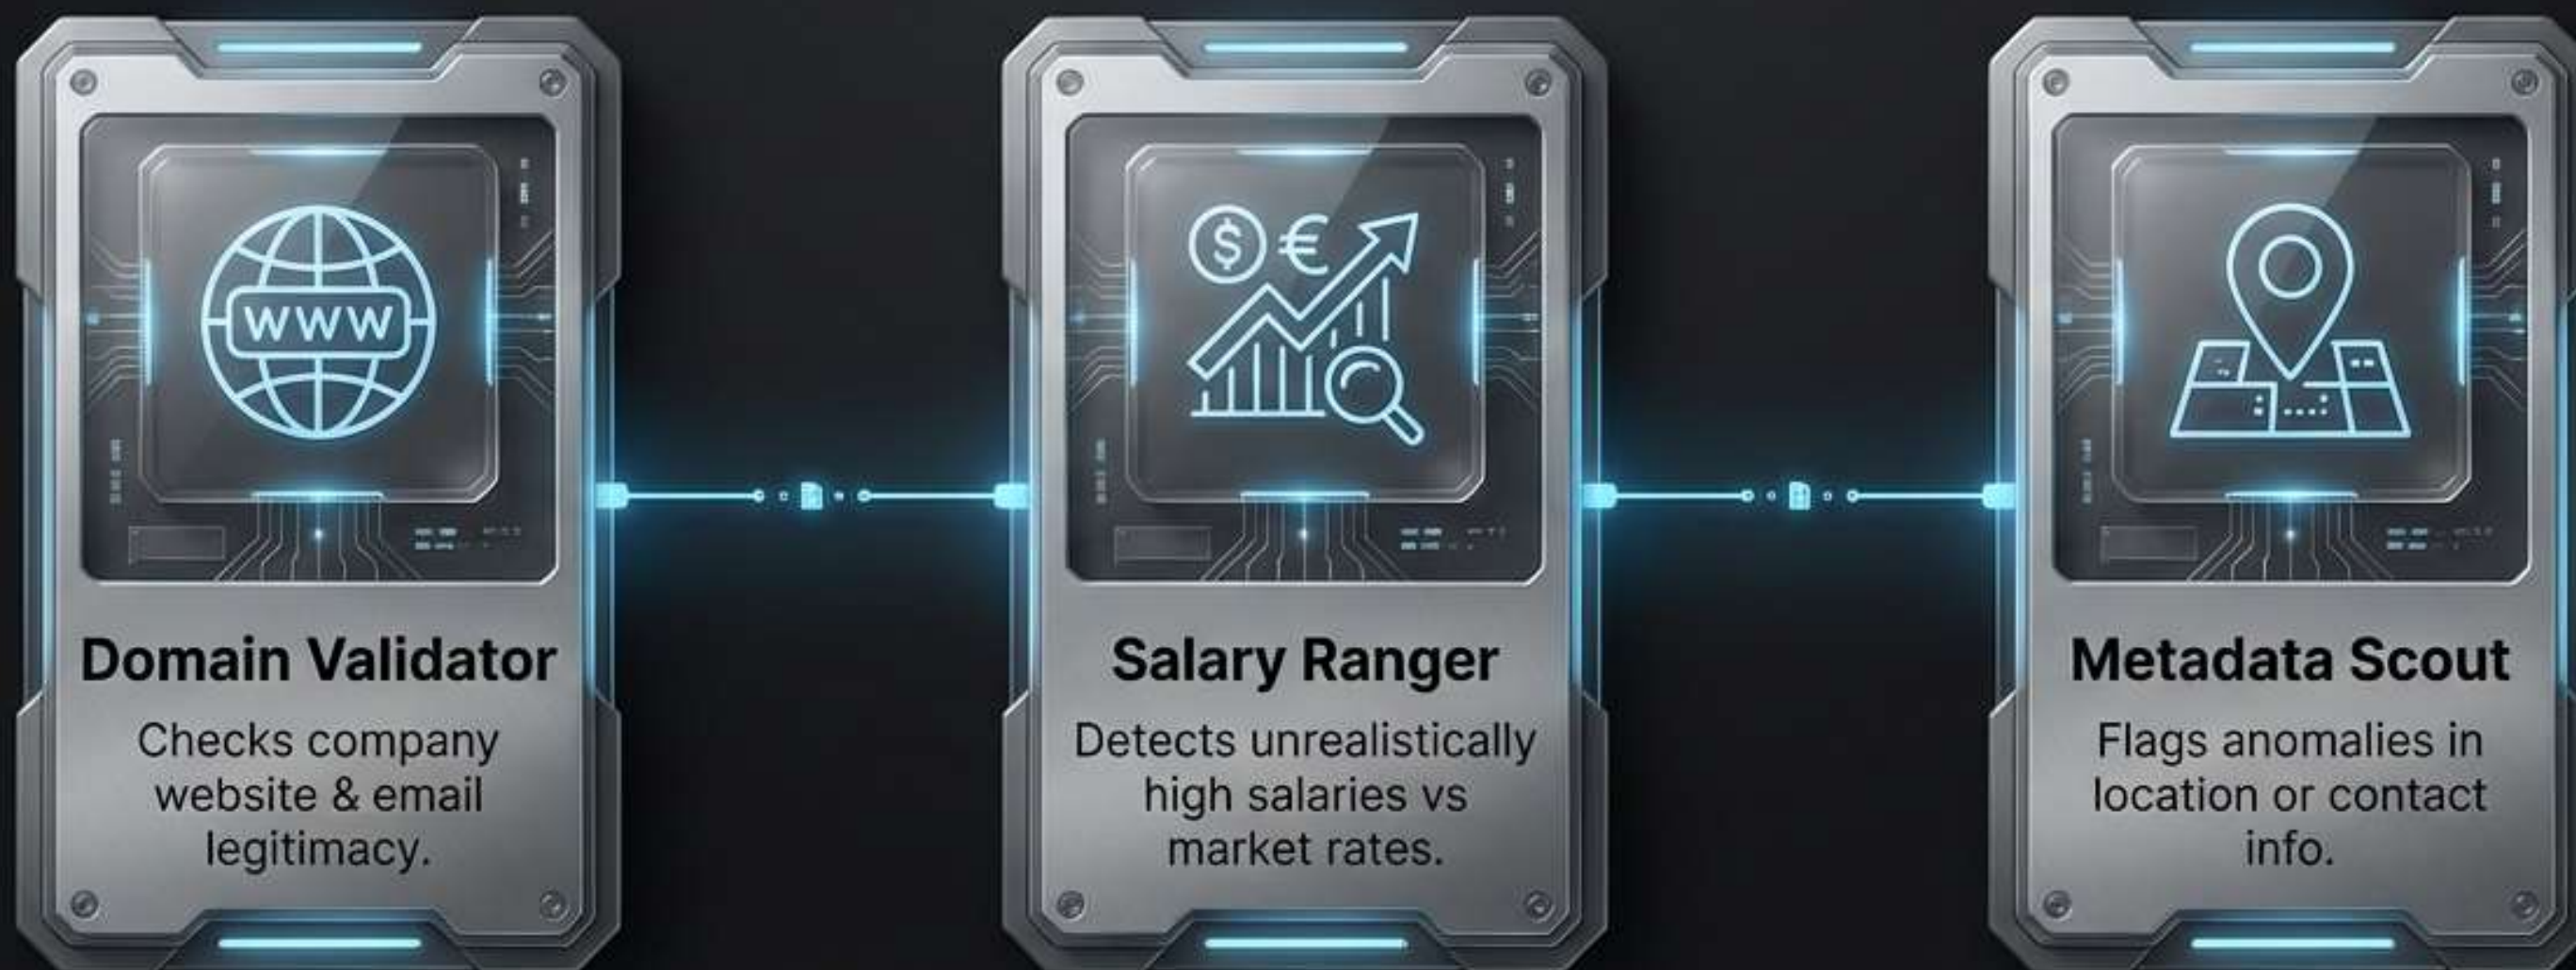 WWW
$ €
Domain Validator
Checks company
website & email
legitimacy.
Salary Ranger
Detects unrealistically
high salaries vs
market rates.
Metadata Scout
Flags anomalies in
location or contact
info.